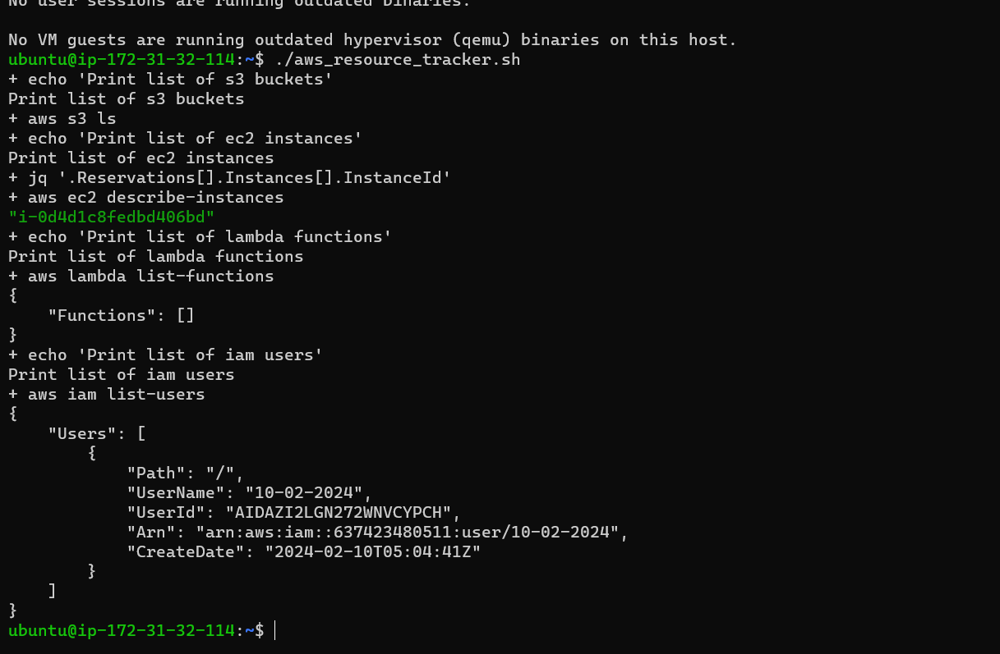 No user sessions are running outdated binaries.

No VM guests are running outdated hypervisor (qemu) binaries on this host.
ubuntu@ip-172-31-32-114:~$ ./aws_resource_tracker.sh
+ echo 'Print list of s3 buckets'
Print list of s3 buckets
+ aws s3 ls
+ echo 'Print list of ec2 instances'
Print list of ec2 instances
+ jq '.Reservations[].Instances[].InstanceId'
+ aws ec2 describe-instances
"i-0d4d1c8fedbd406bd"
+ echo 'Print list of lambda functions'
Print list of lambda functions
+ aws lambda list-functions
{
    "Functions": []
}
+ echo 'Print list of iam users'
Print list of iam users
+ aws iam list-users
{
    "Users": [
        {
            "Path": "/",
            "UserName": "10-02-2024",
            "UserId": "AIDAZI2LGN272WNVCYPCH",
            "Arn": "arn:aws:iam::637423480511:user/10-02-2024",
            "CreateDate": "2024-02-10T05:04:41Z"
        }
    ]
}
ubuntu@ip-172-31-32-114:~$